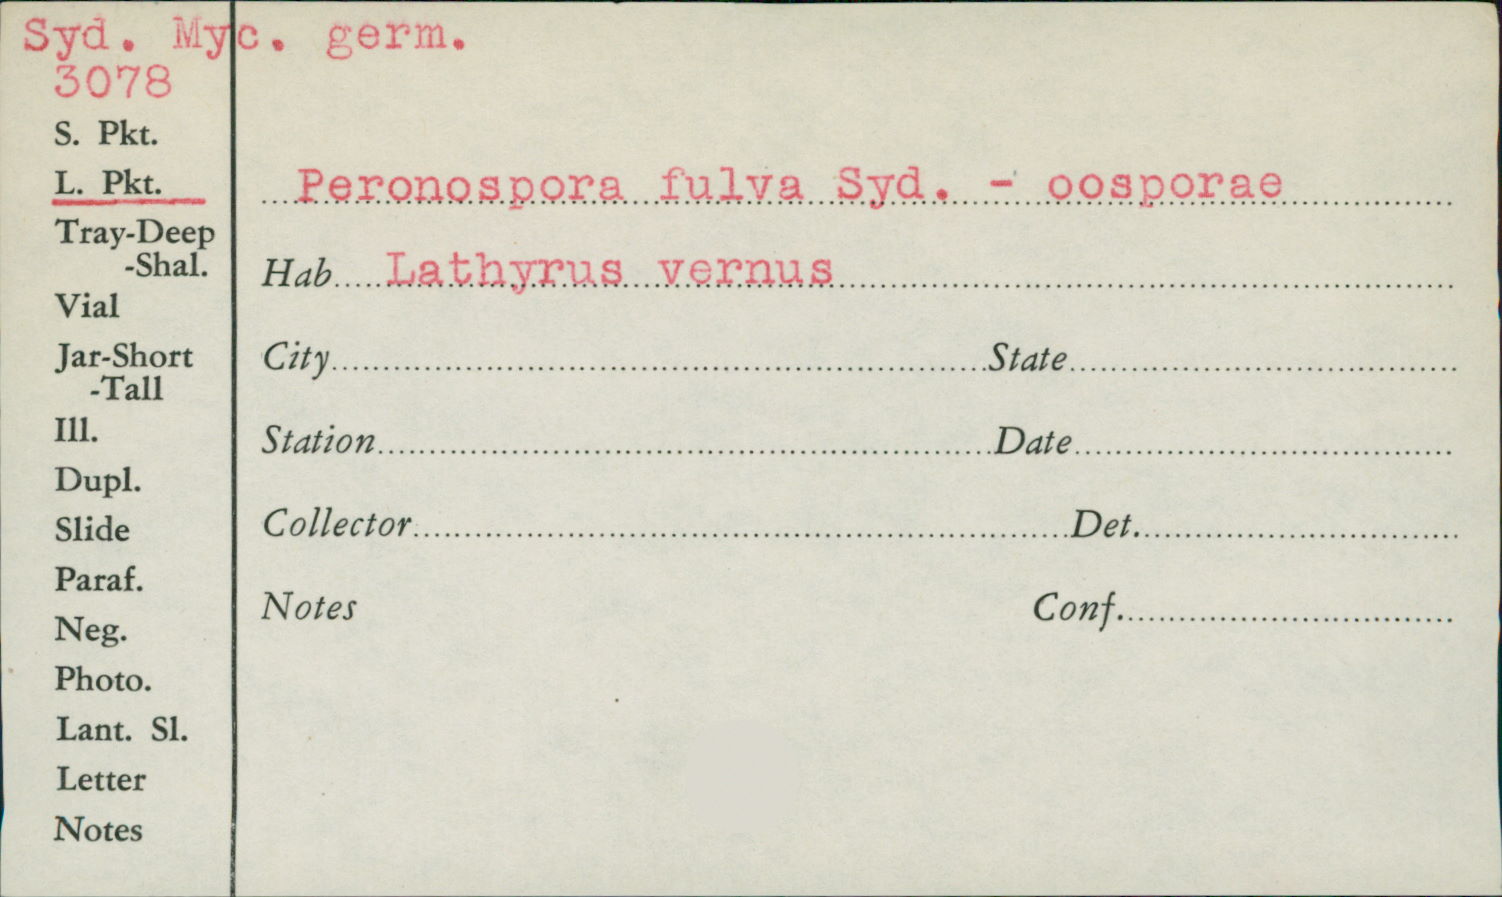 Syd. Myc. germ.
3078
S. Pkt.
L. Pkt.
Tray-Deep
-Shal.
Vial
Jar-Short
-Tall
Ill.
Dupl.
Slide
Paraf.
Neg.
Photo.
Lant. Sl.
Letter
Notes
Peronospora fulva Syd. - oosporae
Hab Lathyrus vernus
City State
Station Date
Collector Det.
Notes Conf.